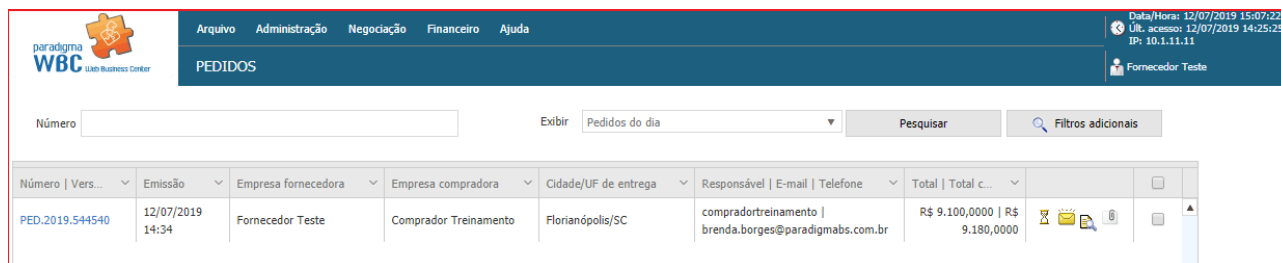 paradigma
WBC Web Business Center
Arquivo Administração Negociação Financeiro Ajuda
Data/Hora: 12/07/2019 15:07:22
Últ. acesso: 12/07/2019 14:25:25
IP: 10.1.11.11
PEDIDOS
Fornecedor Teste
Número Exibir Pedidos do dia Pesquisar Filtros adicionais
Número | Vers... Emissão Empresa fornecedora Empresa compradora Cidade/UF de entrega Responsável | E-mail | Telefone Total | Total c...
PED.2019.544540 12/07/2019 14:34 Fornecedor Teste Comprador Treinamento Florianópolis/SC compradortreinamento | brenda.borges@paradigmabs.com.br R$ 9.100,0000 | R$ 9.180,0000